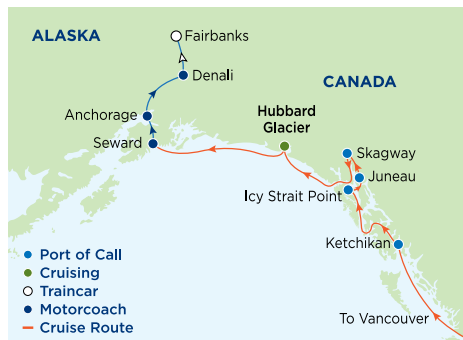 ALASKA
Fairbanks
Denali
CANADA
Anchorage
Hubbard
Glacier
Seward
Skagway
Juneau
Icy Strait Point
Ketchikan
Port of Call
Cruising
Traincar
Motorcoach
Cruise Route
To Vancouver